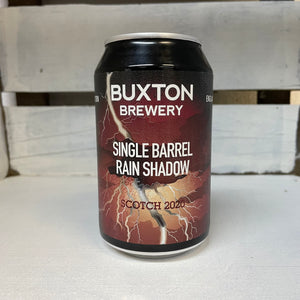 BUXTON
BREWERY
SINGLE BARREL
RAIN SHADOW
SCOTCH 2020